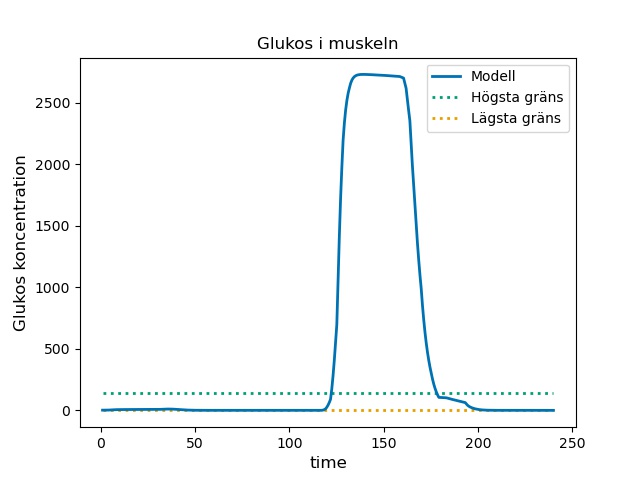 Glukos i muskeln
Modell
Högsta gräns
Lägsta gräns
Glukos koncentration
2500
2000
1500
1000
500
0
0 50 100 150 200 250
time